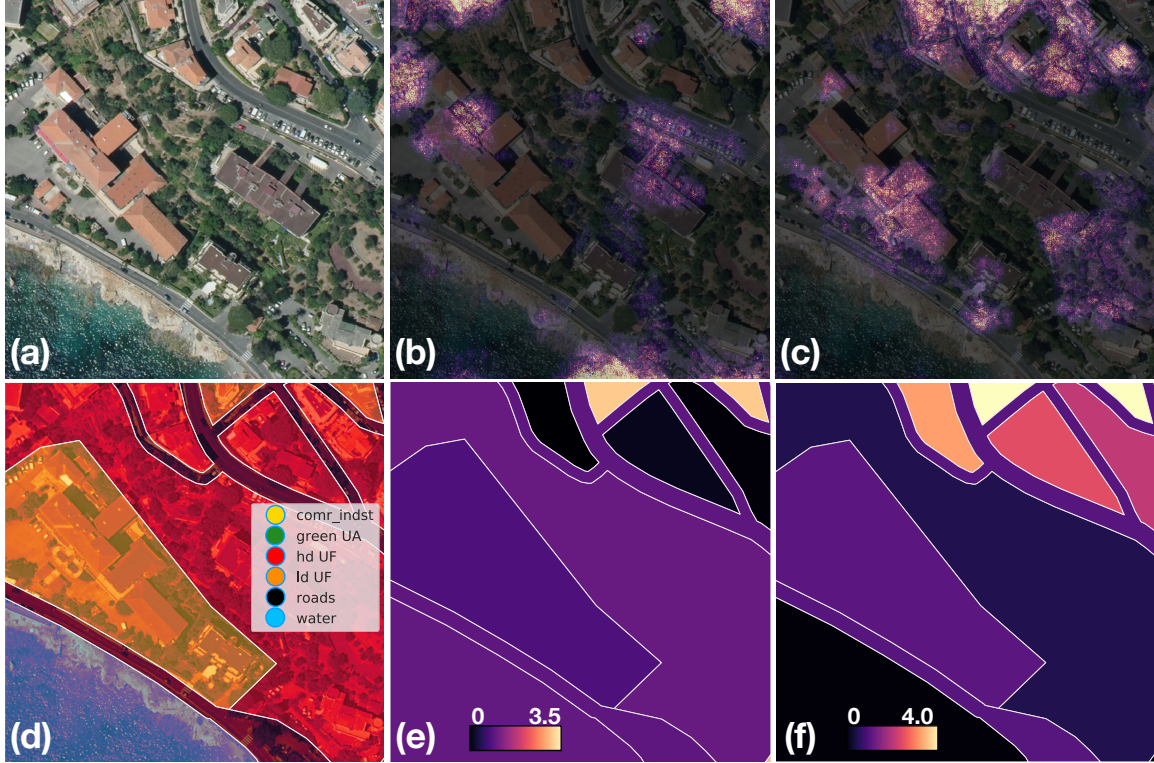 (a)
(b)
(c)
comr_indst
green UA
hd UF
ld UF
roads
water
(d)
0 3.5
(e)
0 4.0
(f)